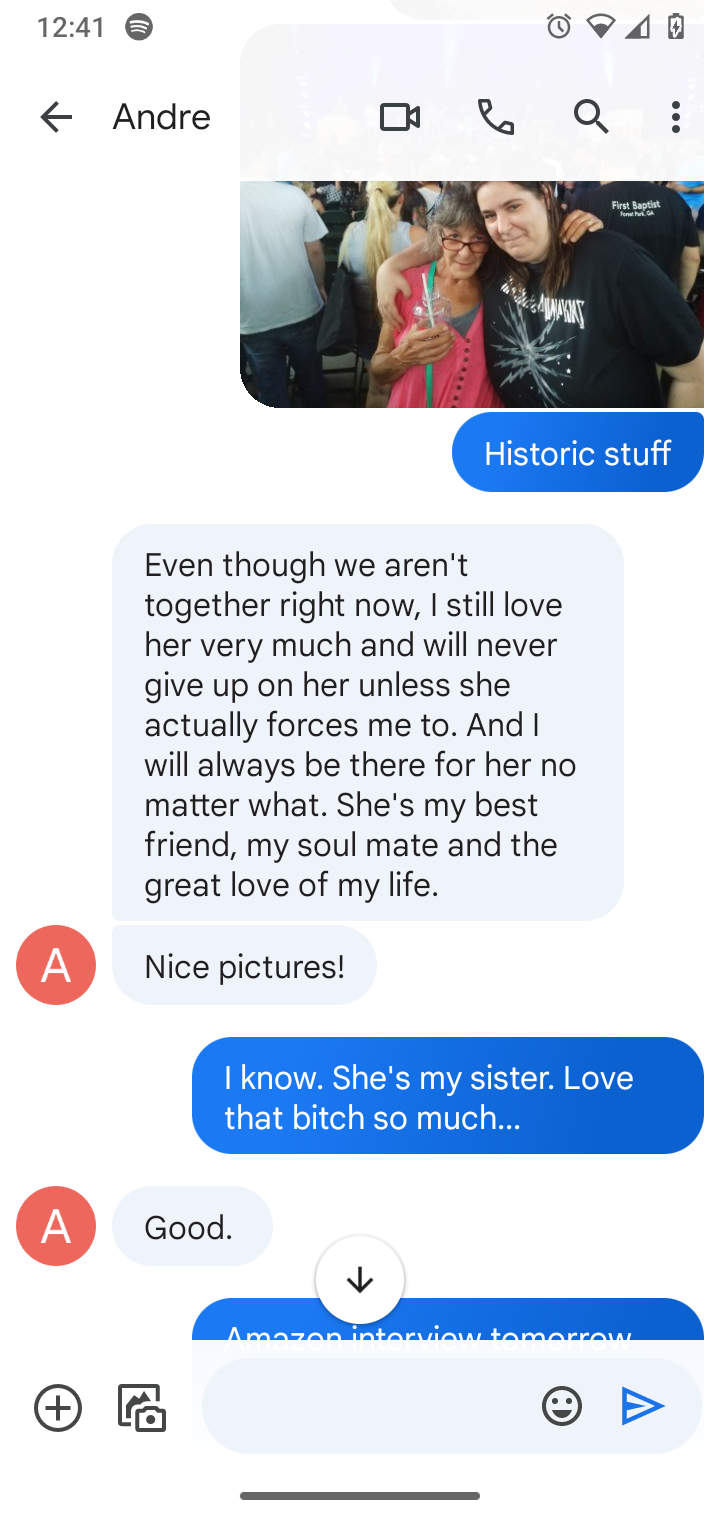 12:41
Andre
First Baptist
Forest Park, GA
Historic stuff
Even though we aren't
together right now, I still love
her very much and will never
give up on her unless she
actually forces me to. And I
will always be there for her no
matter what. She's my best
friend, my soul mate and the
great love of my life.
A
Nice pictures!
I know. She's my sister. Love
that bitch so much...
A
Good.
Amazon interview tomorrow